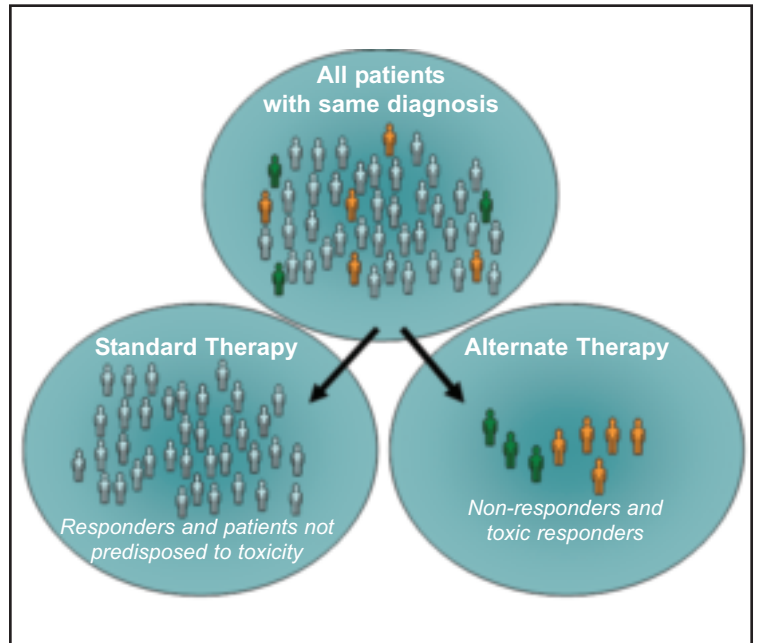 All patients
with same diagnosis
Standard Therapy
Responders and patients not
predisposed to toxicity
Alternate Therapy
Non-responders and
toxic responders